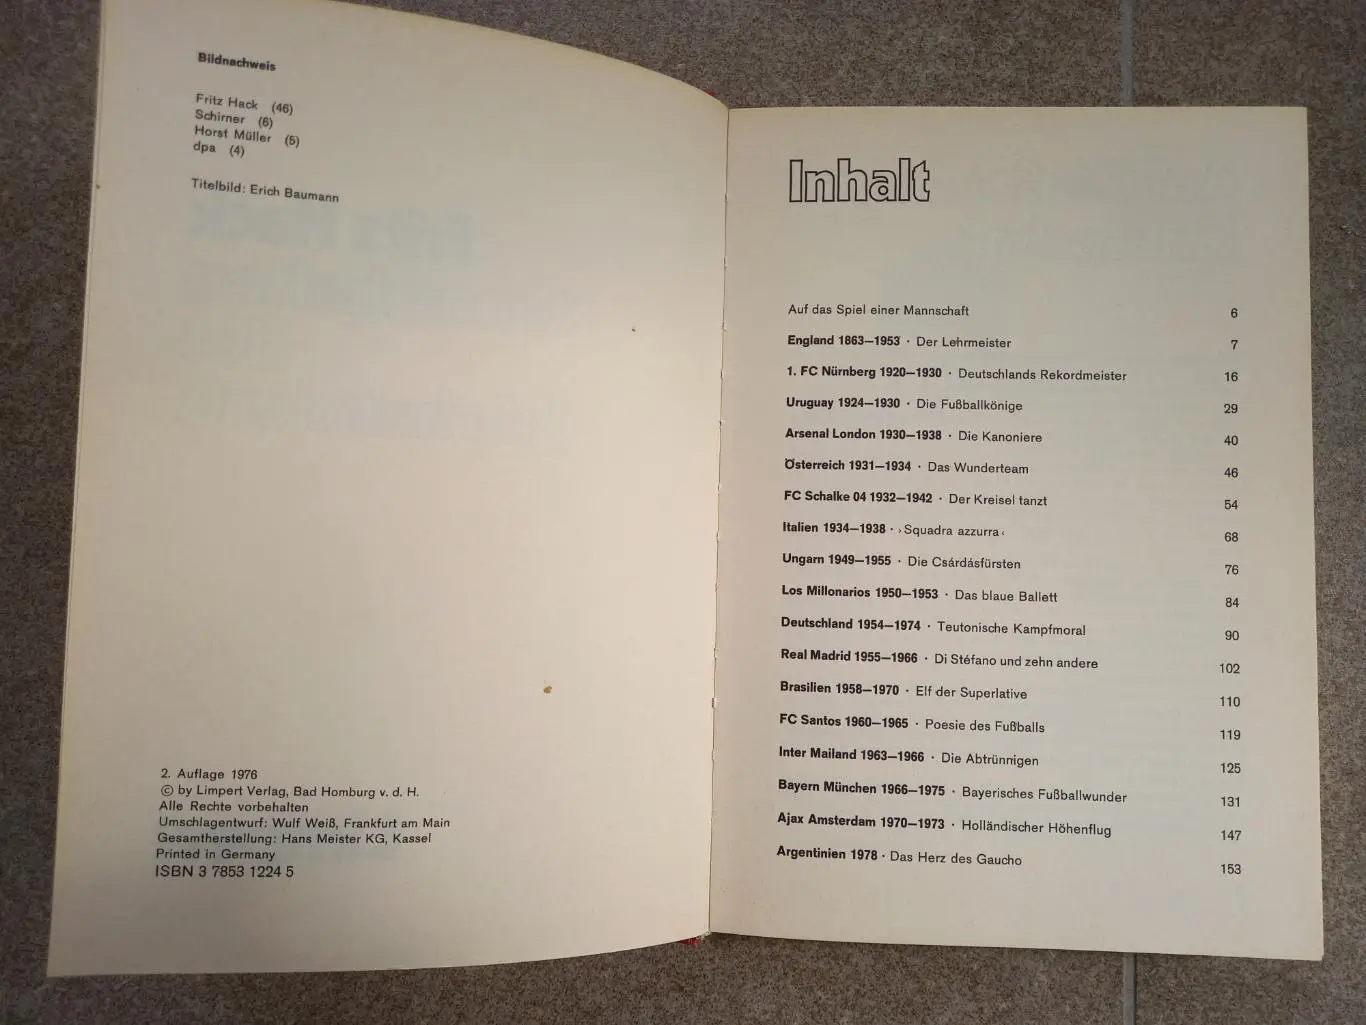 Bildnachweis
Fritz Hack (46)
Schirner (6)
Horst Müller (5)
dpa (4)
Titelbild: Erich Baumann
2. Auflage 1976
© by Limpert Verlag, Bad Homburg v. d. H.
Alle Rechte vorbehalten
Umschlagentwurf: Wulf Weiß, Frankfurt am Main
Gesamtherstellung: Hans Meister KG, Kassel
Printed in Germany
ISBN 3 7853 1224 5
Inhalt
Auf das Spiel einer Mannschaft 6
England 1863—1953 · Der Lehrmeister 7
1. FC Nürnberg 1920—1930 · Deutschlands Rekordmeister 16
Uruguay 1924—1930 · Die Fußballkönige 29
Arsenal London 1930—1938 · Die Kanoniere 40
Österreich 1931—1934 · Das Wunderteam 46
FC Schalke 04 1932—1942 · Der Kreisel tanzt 54
Italien 1934—1938 · ›Squadra azzurra‹ 68
Ungarn 1949—1955 · Die Csárdásfürsten 76
Los Millonarios 1950—1953 · Das blaue Ballett 84
Deutschland 1954—1974 · Teutonische Kampfmoral 90
Real Madrid 1955—1966 · Di Stéfano und zehn andere 102
Brasilien 1958—1970 · Elf der Superlative 110
FC Santos 1960—1965 · Poesie des Fußballs 119
Inter Mailand 1963—1966 · Die Abtrünnigen 125
Bayern München 1966—1975 · Bayerisches Fußballwunder 131
Ajax Amsterdam 1970—1973 · Holländischer Höhenflug 147
Argentinien 1978 · Das Herz des Gaucho 153